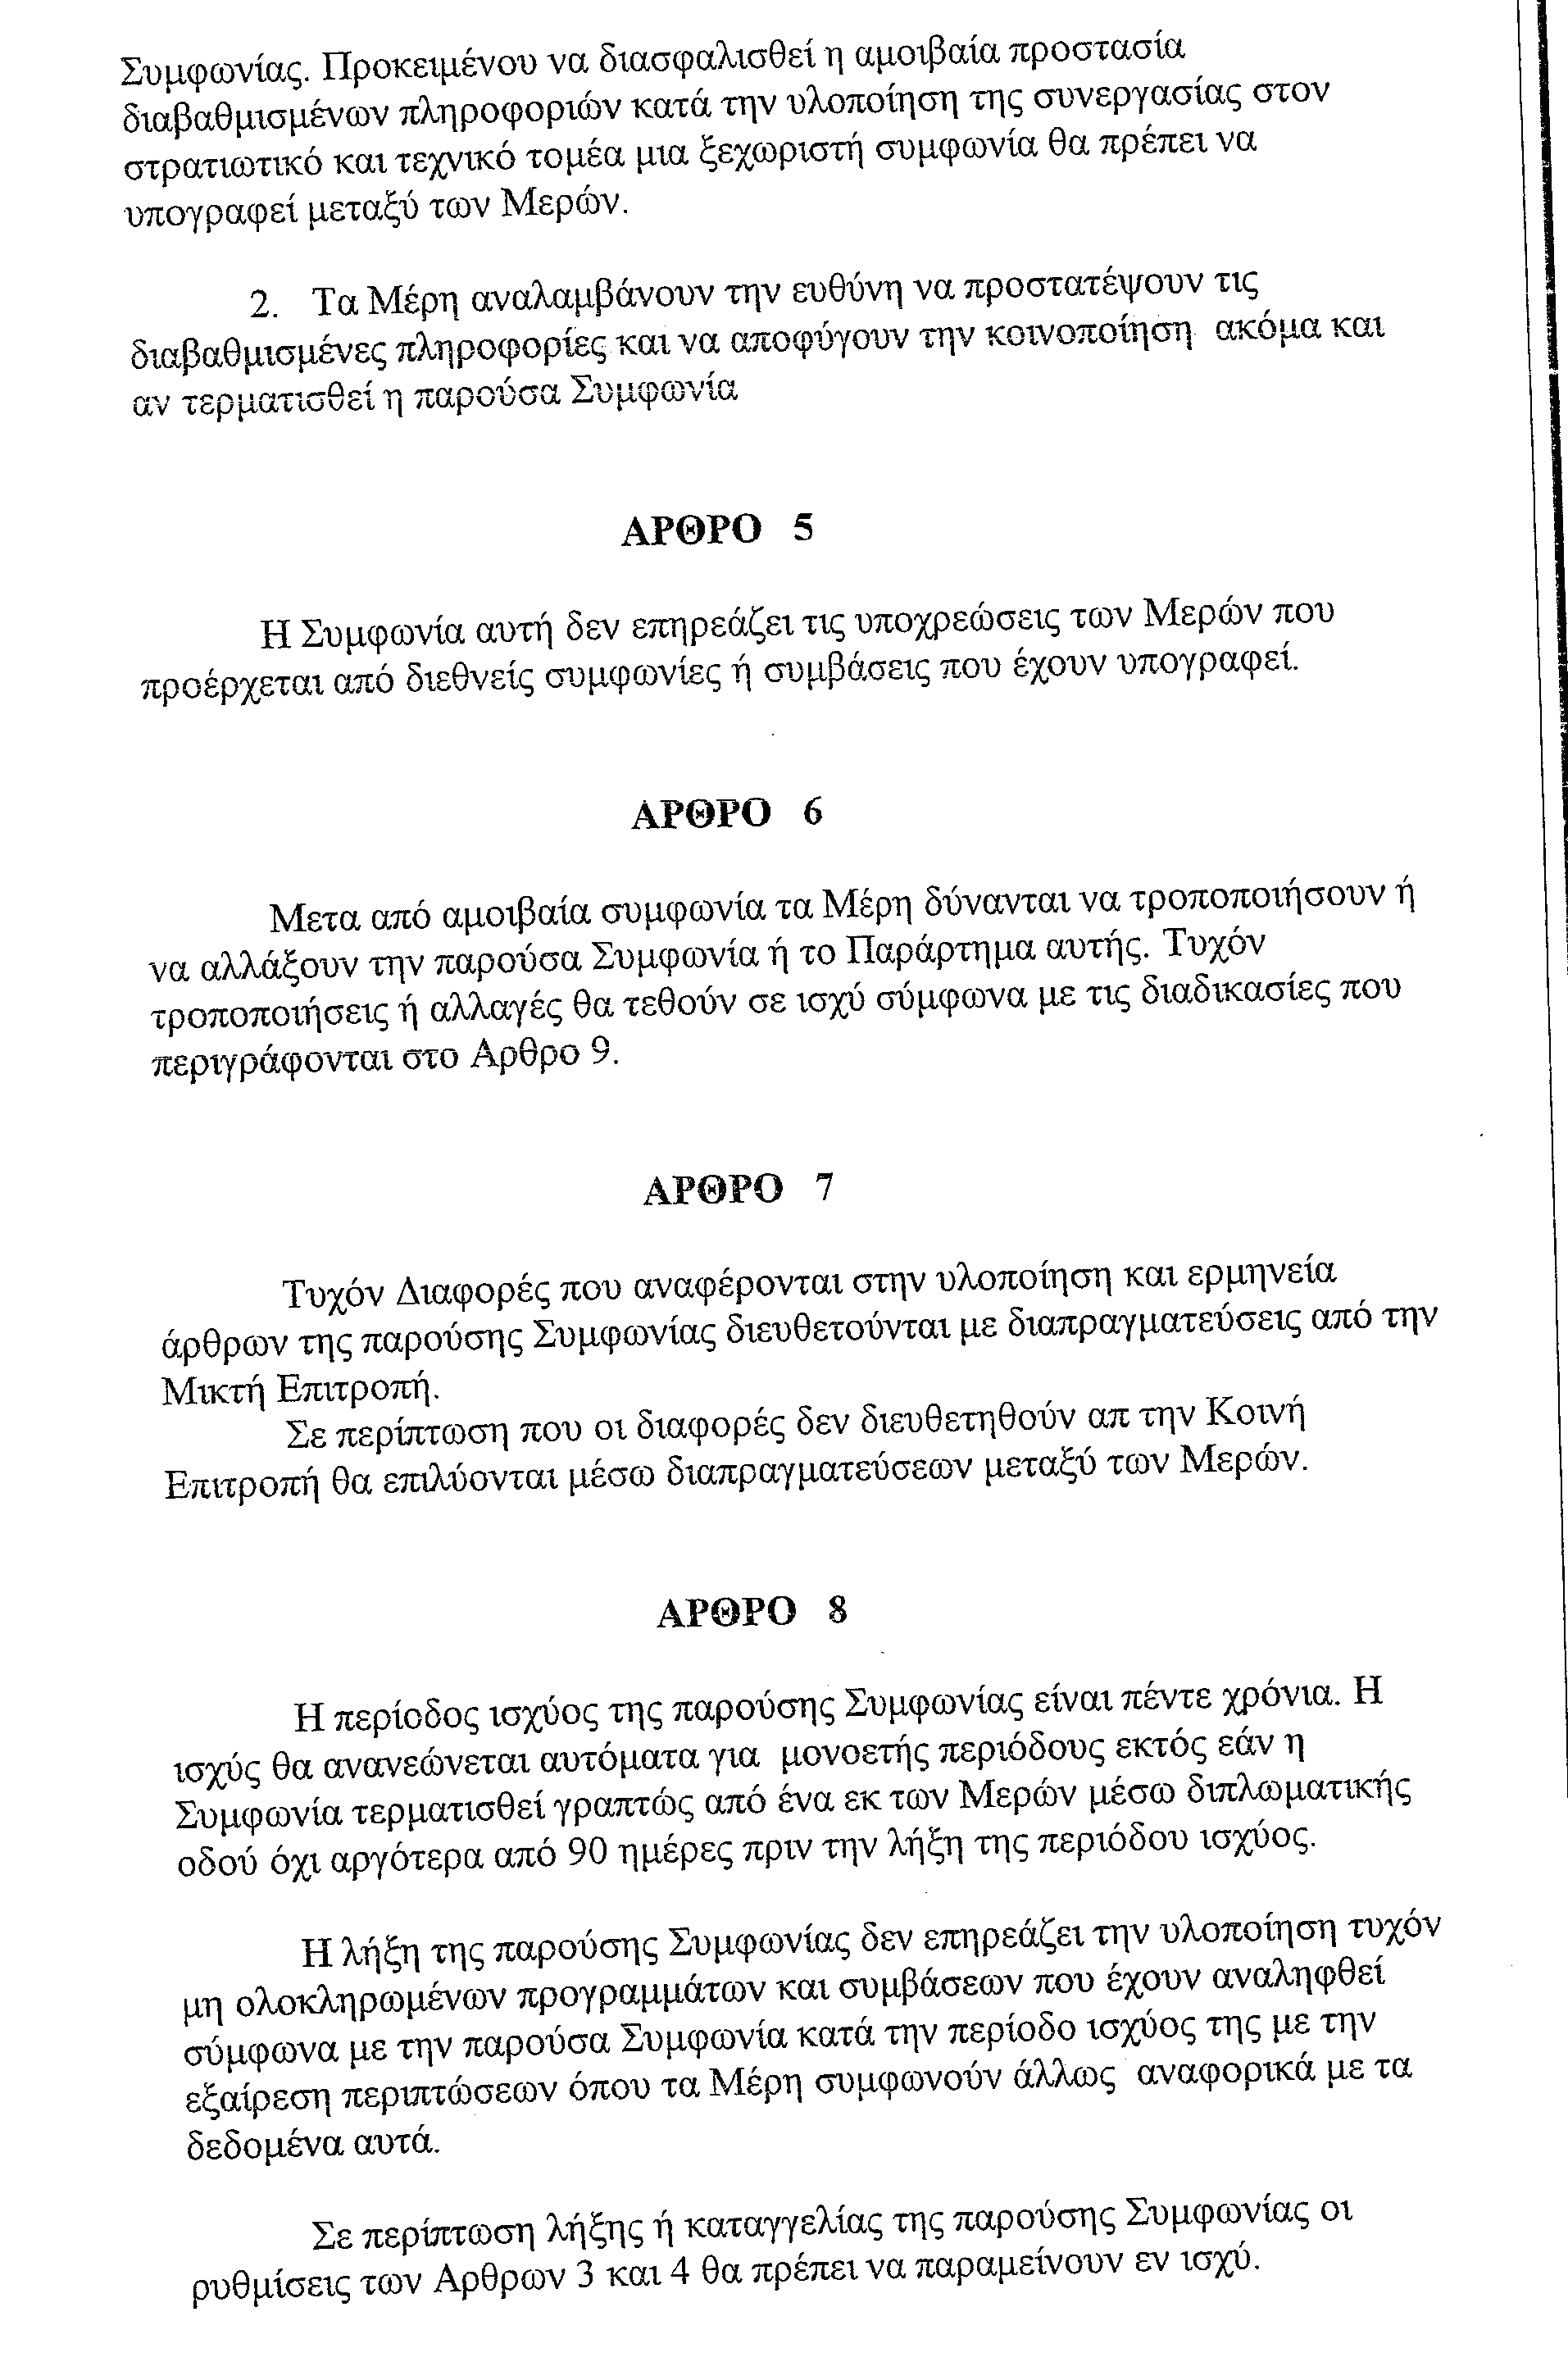 Συμφωνίας. Προκειμένου να διασφαλισθεί η αμοιβαία προστασία
διαβαθμισμένων πληροφοριών κατά την υλοποίηση της συνεργασίας στον
στρατιωτικό και τεχνικό τομέα μια ξεχωριστή συμφωνία θα πρέπει να
υπογραφεί μεταξύ των Μερών.
2. Τα Μέρη αναλαμβάνουν την ευθύνη να προστατέψουν τις
διαβαθμισμένες πληροφορίες και να αποφύγουν την κοινοποίηση ακόμα και
αν τερματισθεί η παρούσα Συμφωνία
ΑΡΘΡΟ 5
Η Συμφωνία αυτή δεν επηρεάζει τις υποχρεώσεις των Μερών που
προέρχεται από διεθνείς συμφωνίες ή συμβάσεις που έχουν υπογραφεί.
ΑΡΘΡΟ 6
Μετα από αμοιβαία συμφωνία τα Μέρη δύνανται να τροποποιήσουν ή
να αλλάξουν την παρούσα Συμφωνία ή το Παράρτημα αυτής. Τυχόν
τροποποιήσεις ή αλλαγές θα τεθούν σε ισχύ σύμφωνα με τις διαδικασίες που
περιγράφονται στο Αρθρο 9.
ΑΡΘΡΟ 7
Τυχόν Διαφορές που αναφέρονται στην υλοποίηση και ερμηνεία
άρθρων της παρούσης Συμφωνίας διευθετούνται με διαπραγματεύσεις από την
Μικτή Επιτροπή.
Σε περίπτωση που οι διαφορές δεν διευθετηθούν απ την Κοινή
Επιτροπή θα επιλύονται μέσω διαπραγματεύσεων μεταξύ των Μερών.
ΑΡΘΡΟ 8
Η περίοδος ισχύος της παρούσης Συμφωνίας είναι πέντε χρόνια. Η
ισχύς θα ανανεώνεται αυτόματα για μονοετής περιόδους εκτός εάν η
Συμφωνία τερματισθεί γραπτώς από ένα εκ των Μερών μέσω διπλωματικής
οδού όχι αργότερα από 90 ημέρες πριν την λήξη της περιόδου ισχύος.
Η λήξη της παρούσης Συμφωνίας δεν επηρεάζει την υλοποίηση τυχόν
μη ολοκληρωμένων προγραμμάτων και συμβάσεων που έχουν αναληφθεί
σύμφωνα με την παρούσα Συμφωνία κατά την περίοδο ισχύος της με την
εξαίρεση περιπτώσεων όπου τα Μέρη συμφωνούν άλλως αναφορικά με τα
δεδομένα αυτά.
Σε περίπτωση λήξης ή καταγγελίας της παρούσης Συμφωνίας οι
ρυθμίσεις των Αρθρων 3 και 4 θα πρέπει να παραμείνουν εν ισχύ.